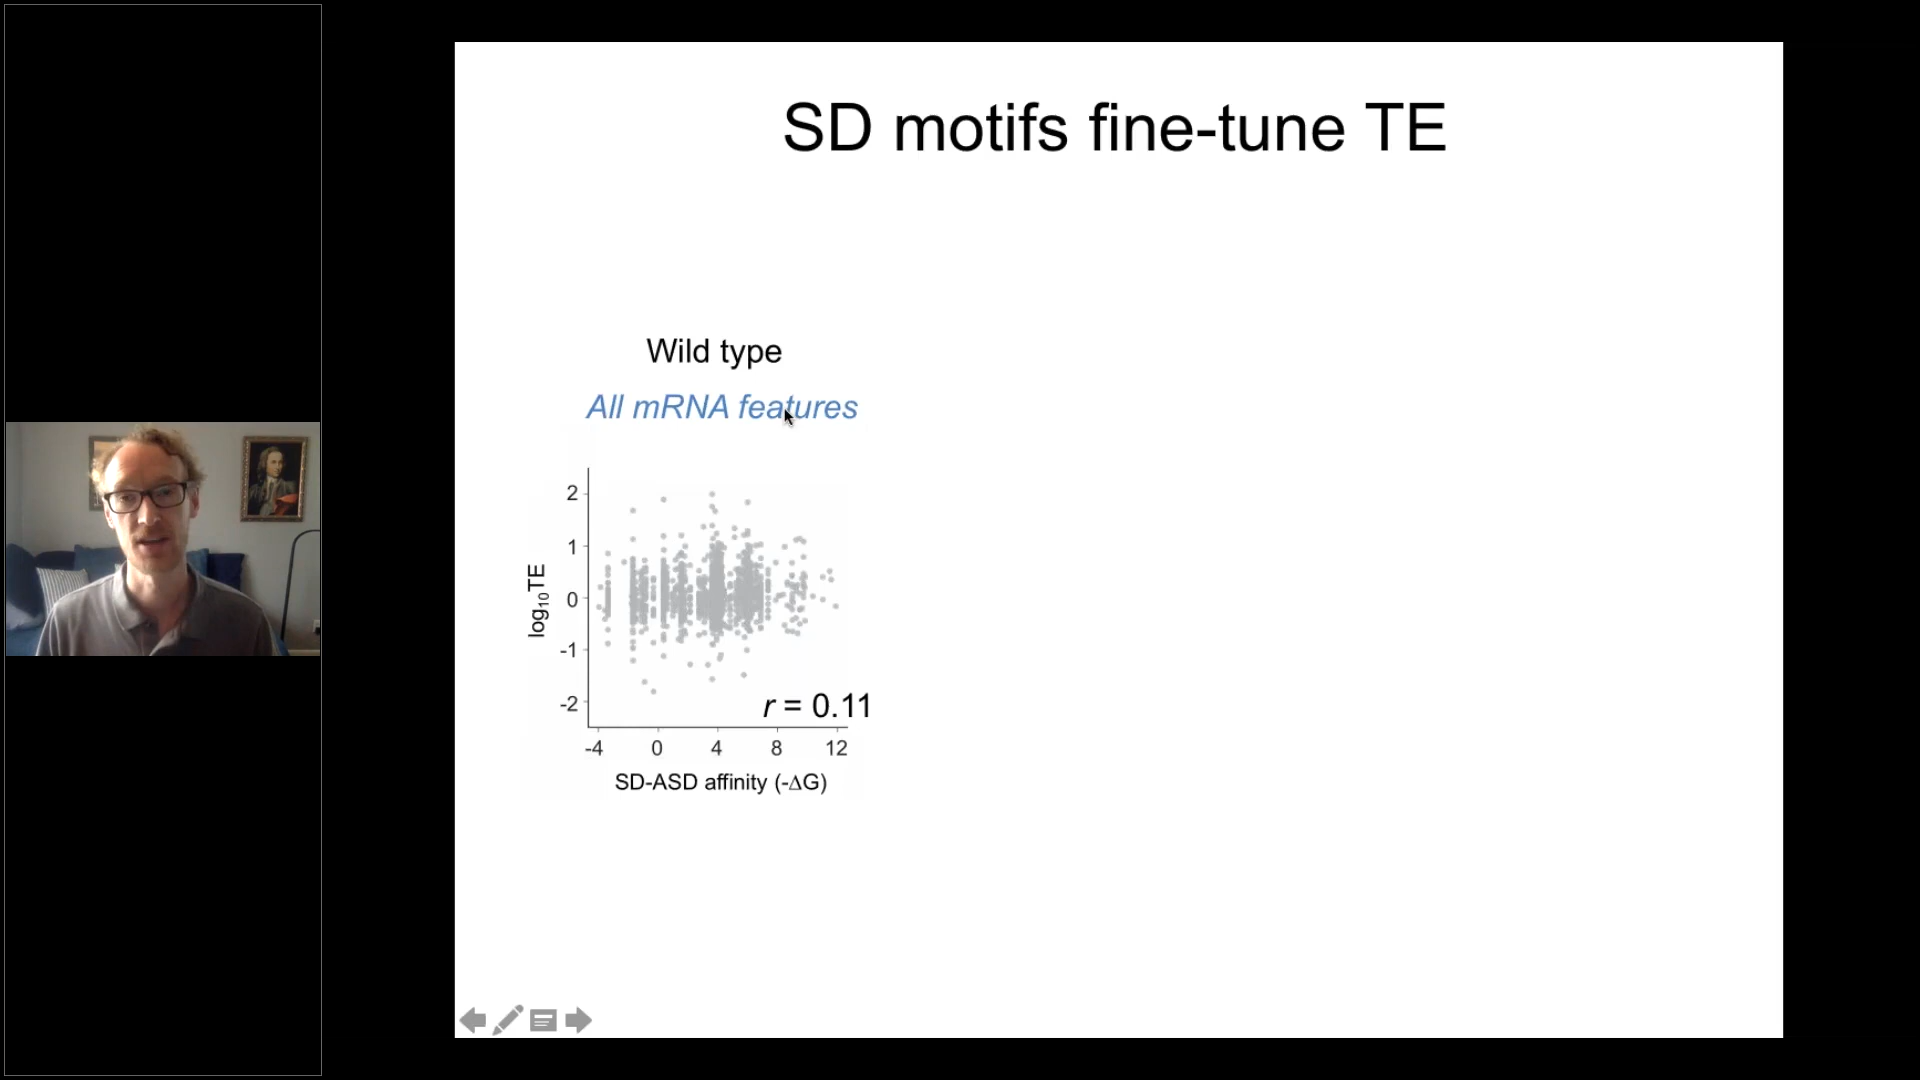 SD motifs fine-tune TE
Wild type
All mRNA features
2
1
0
-1
-2
log₁₀TE
r = 0.11
-4 0 4 8 12
SD-ASD affinity (-ΔG)